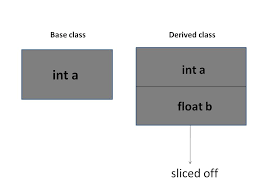 Base class
Derived class
int a
int a
float b
sliced off